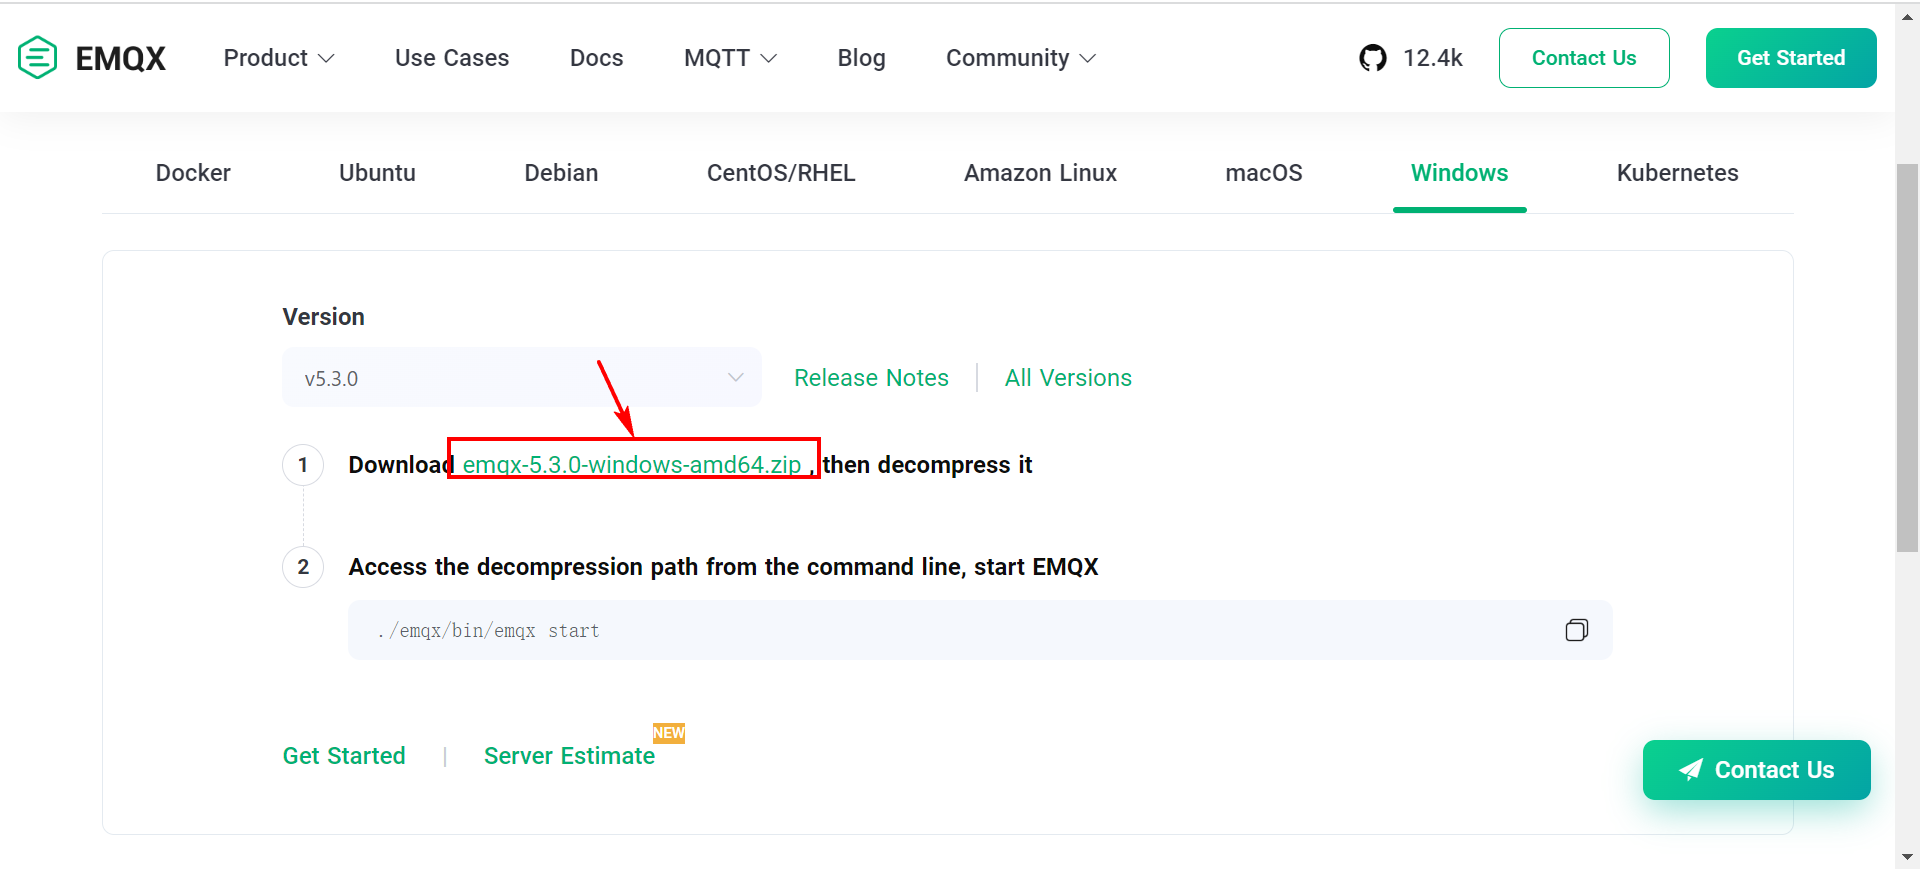 EMQX Product Use Cases Docs MQTT Blog Community 12.4k Contact Us Get Started
Docker Ubuntu Debian CentOS/RHEL Amazon Linux macOS Windows Kubernetes
Version
v5.3.0 Release Notes All Versions
1 Download emqx-5.3.0-windows-amd64.zip , then decompress it
2 Access the decompression path from the command line, start EMQX
./emqx/bin/emqx start
NEW
Get Started | Server Estimate
Contact Us